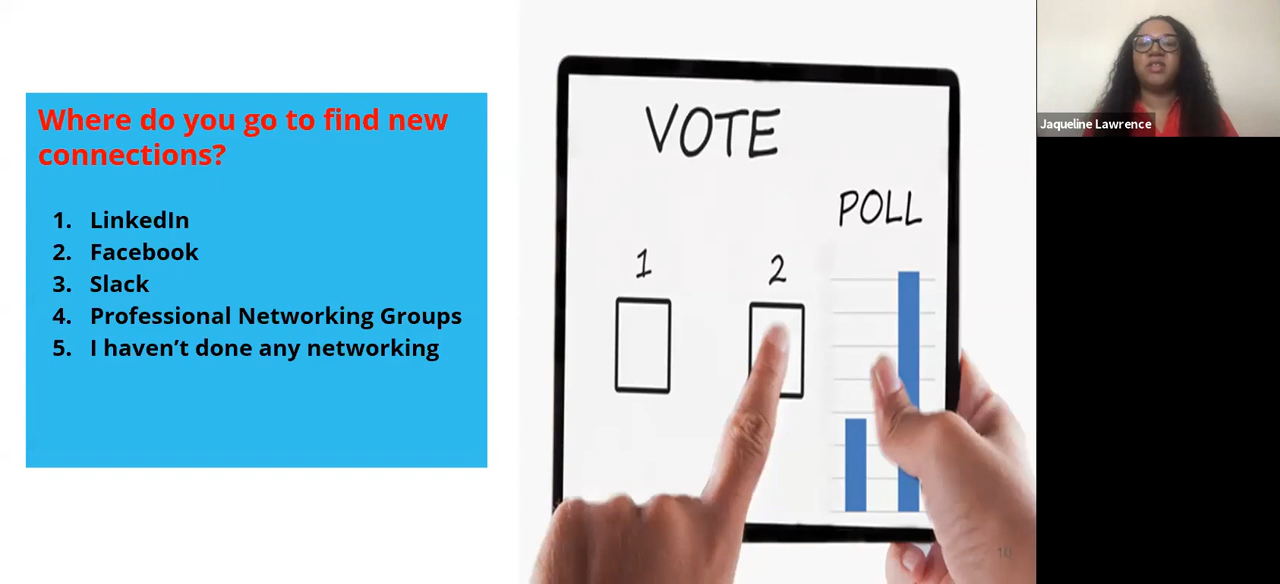 Where do you go to find new
connections?
1. LinkedIn
2. Facebook
3. Slack
4. Professional Networking Groups
5. I haven’t done any networking
VOTE
POLL
1
2
10
Jaqueline Lawrence